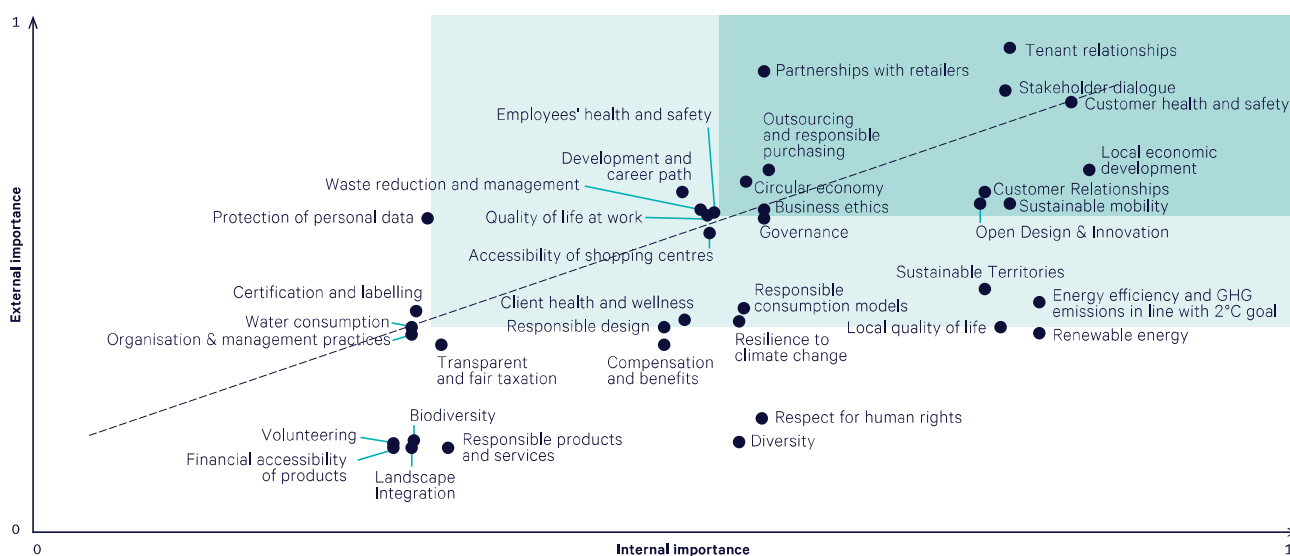 1
Tenant relationships
Partnerships with retailers
Stakeholder dialogue
Customer health and safety
Employees' health and safety
Outsourcing
and responsible
purchasing
Development and
career path
Local economic
development
Waste reduction and management
Circular economy
Customer Relationships
Protection of personal data
Quality of life at work
Business ethics
Sustainable mobility
Governance
Open Design & Innovation
Accessibility of shopping centres
External importance
Sustainable Territories
Certification and labelling
Client health and wellness
Responsible
consumption models
Energy efficiency and GHG
emissions in line with 2°C goal
Water consumption
Responsible design
Local quality of life
Renewable energy
Organisation & management practices
Resilience to
climate change
Transparent
and fair taxation
Compensation
and benefits
Biodiversity
Respect for human rights
Volunteering
Responsible products
and services
Diversity
Financial accessibility
of products
Landscape
Integration
0
0
Internal importance
1